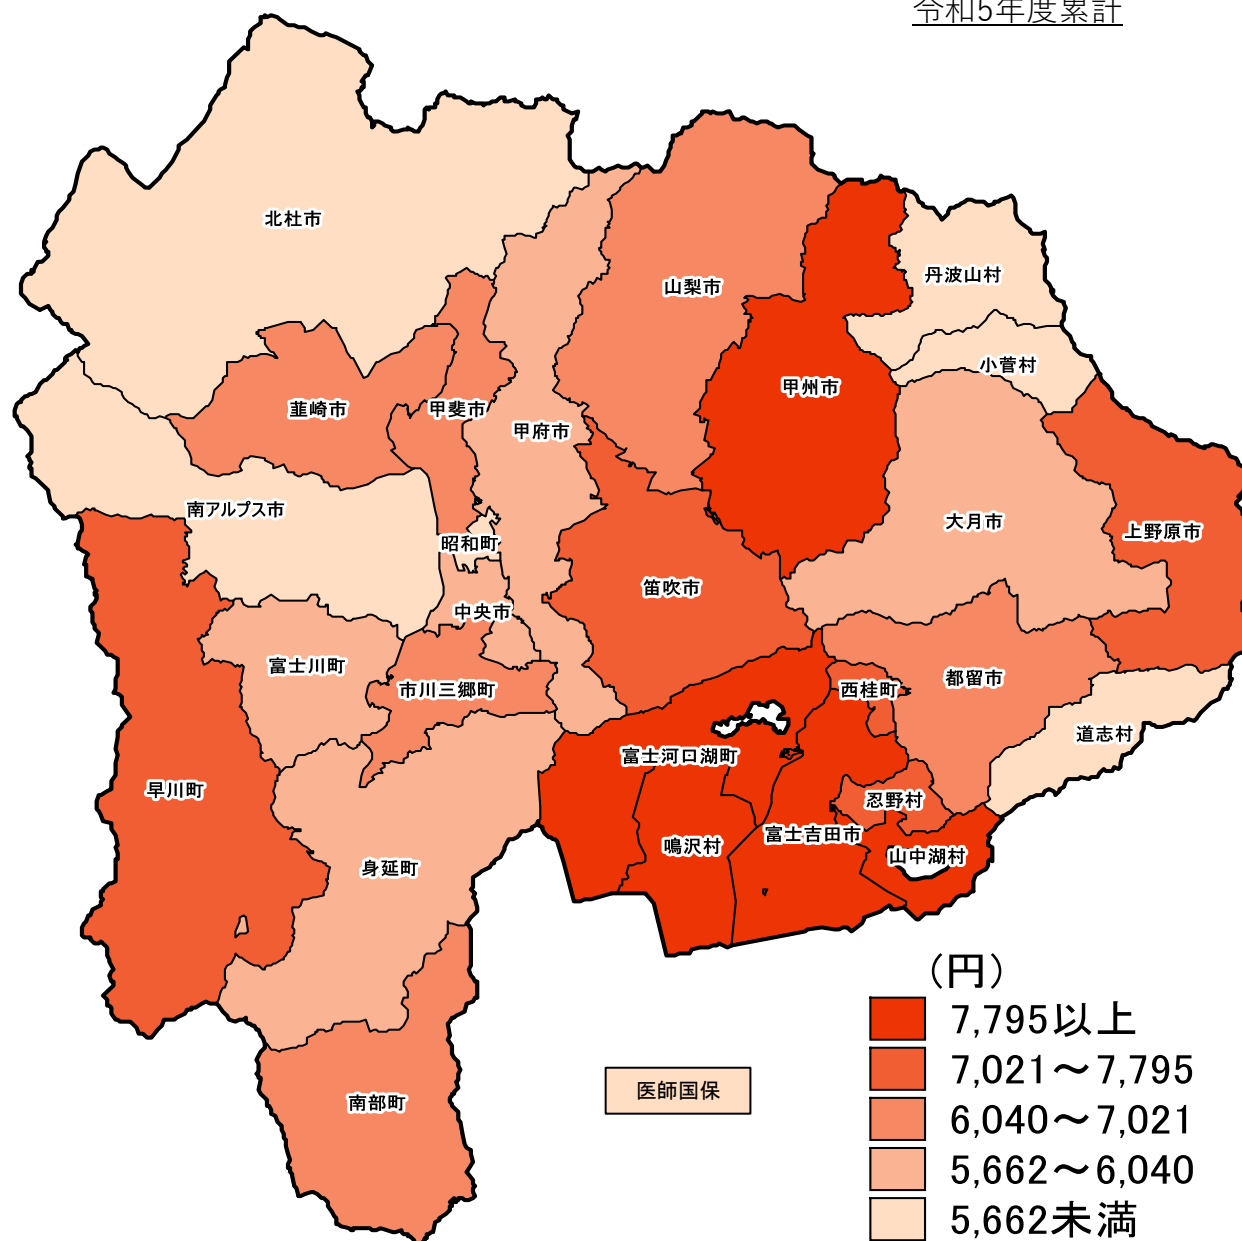 令和5年度累計
北杜市
丹波山村
山梨市
小菅村
甲州市
韮崎市
甲斐市
甲府市
南アルプス市
大月市
上野原市
昭和町
笛吹市
中央市
富士川町
市川三郷町
西桂町
都留市
道志村
富士河口湖町
早川町
忍野村
富士吉田市
鳴沢村
山中湖村
身延町
南部町
医師国保
（円）
7,795以上
7,021～7,795
6,040～7,021
5,662～6,040
5,662未満